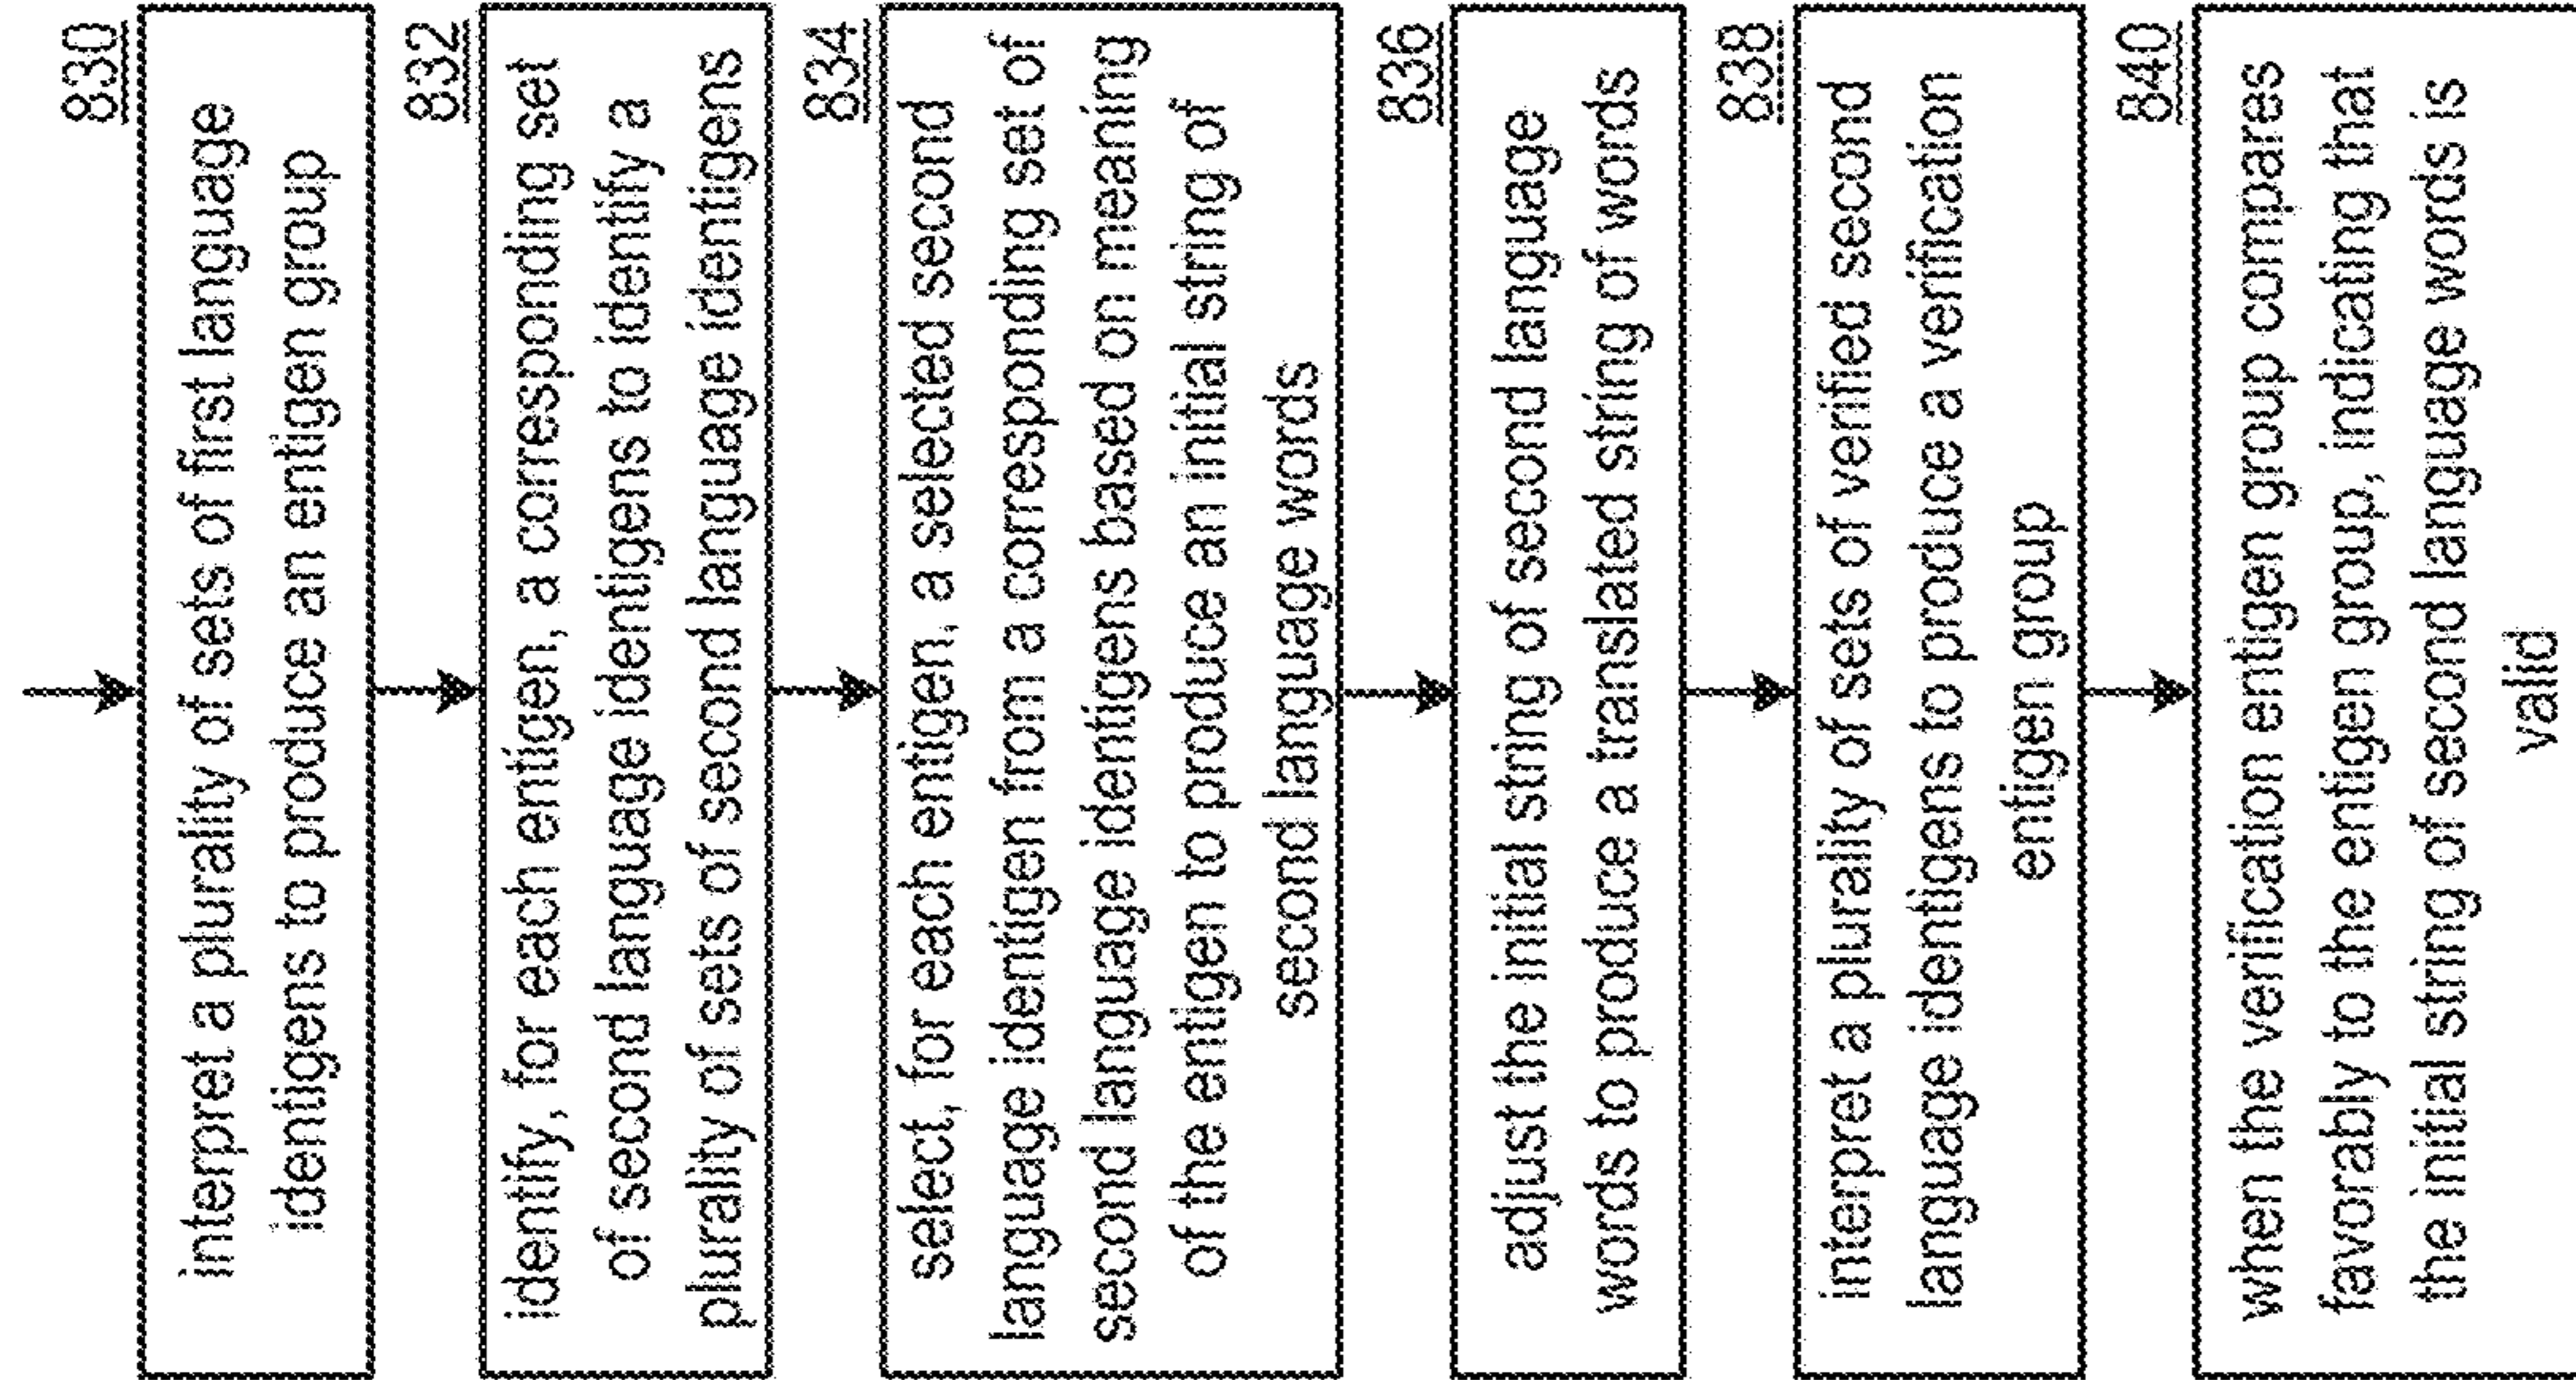 830
interpret a plurality of sets of first language
identigens to produce an entigen group
832
identify, for each entigen, a corresponding set
of second language identigens to identify a
plurality of sets of second language identigens
834
select, for each entigen, a selected second
language identigen from a corresponding set of
second language identigens based on meaning
of the entigen to produce an initial string of
second language words
836
adjust the initial string of second language
words to produce a translated string of words
838
interpret a plurality of sets of verified second
language identigens to produce a verification
entigen group
840
when the verification entigen group compares
favorably to the entigen group, indicating that
the initial string of second language words is
valid